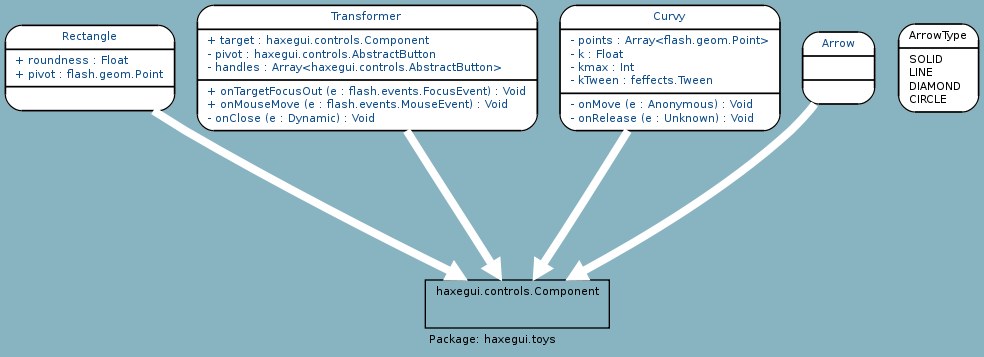 Rectangle
+ roundness : Float
+ pivot : flash.geom.Point
Transformer
+ target : haxegui.controls.Component
- pivot : haxegui.controls.AbstractButton
- handles : Array<haxegui.controls.AbstractButton>
+ onTargetFocusOut (e : flash.events.FocusEvent) : Void
+ onMouseMove (e : flash.events.MouseEvent) : Void
- onClose (e : Dynamic) : Void
Curvy
- points : Array<flash.geom.Point>
- k : Float
- kmax : Int
- kTween : feffects.Tween
- onMove (e : Anonymous) : Void
- onRelease (e : Unknown) : Void
Arrow
ArrowType
SOLID
LINE
DIAMOND
CIRCLE
haxegui.controls.Component
Package: haxegui.toys